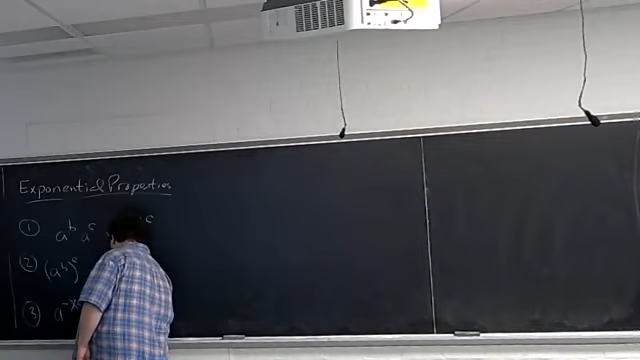 Exponential Properties
① a^b a^c
② (a^b)^c
③ a^-x